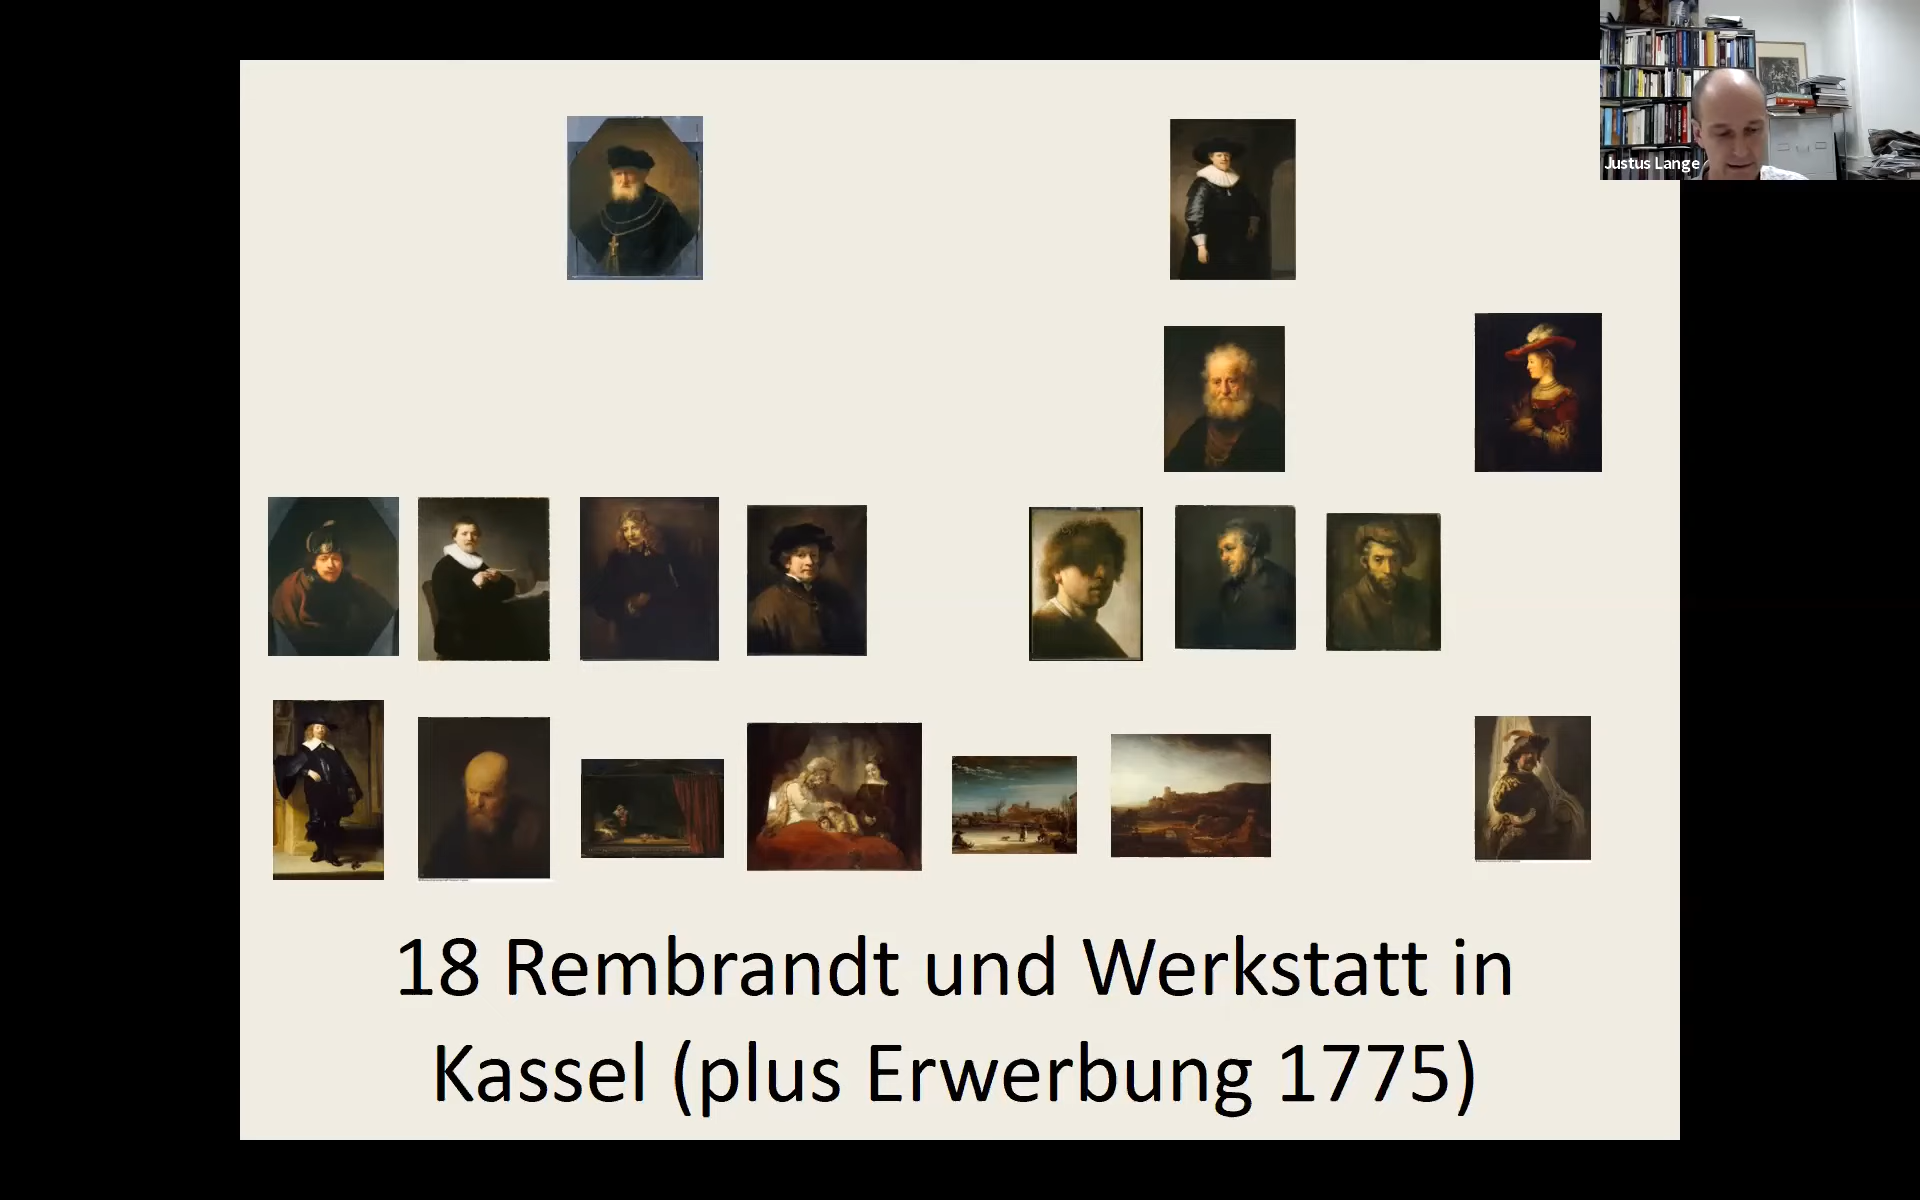 Justus Lange
18 Rembrandt und Werkstatt in
Kassel (plus Erwerbung 1775)